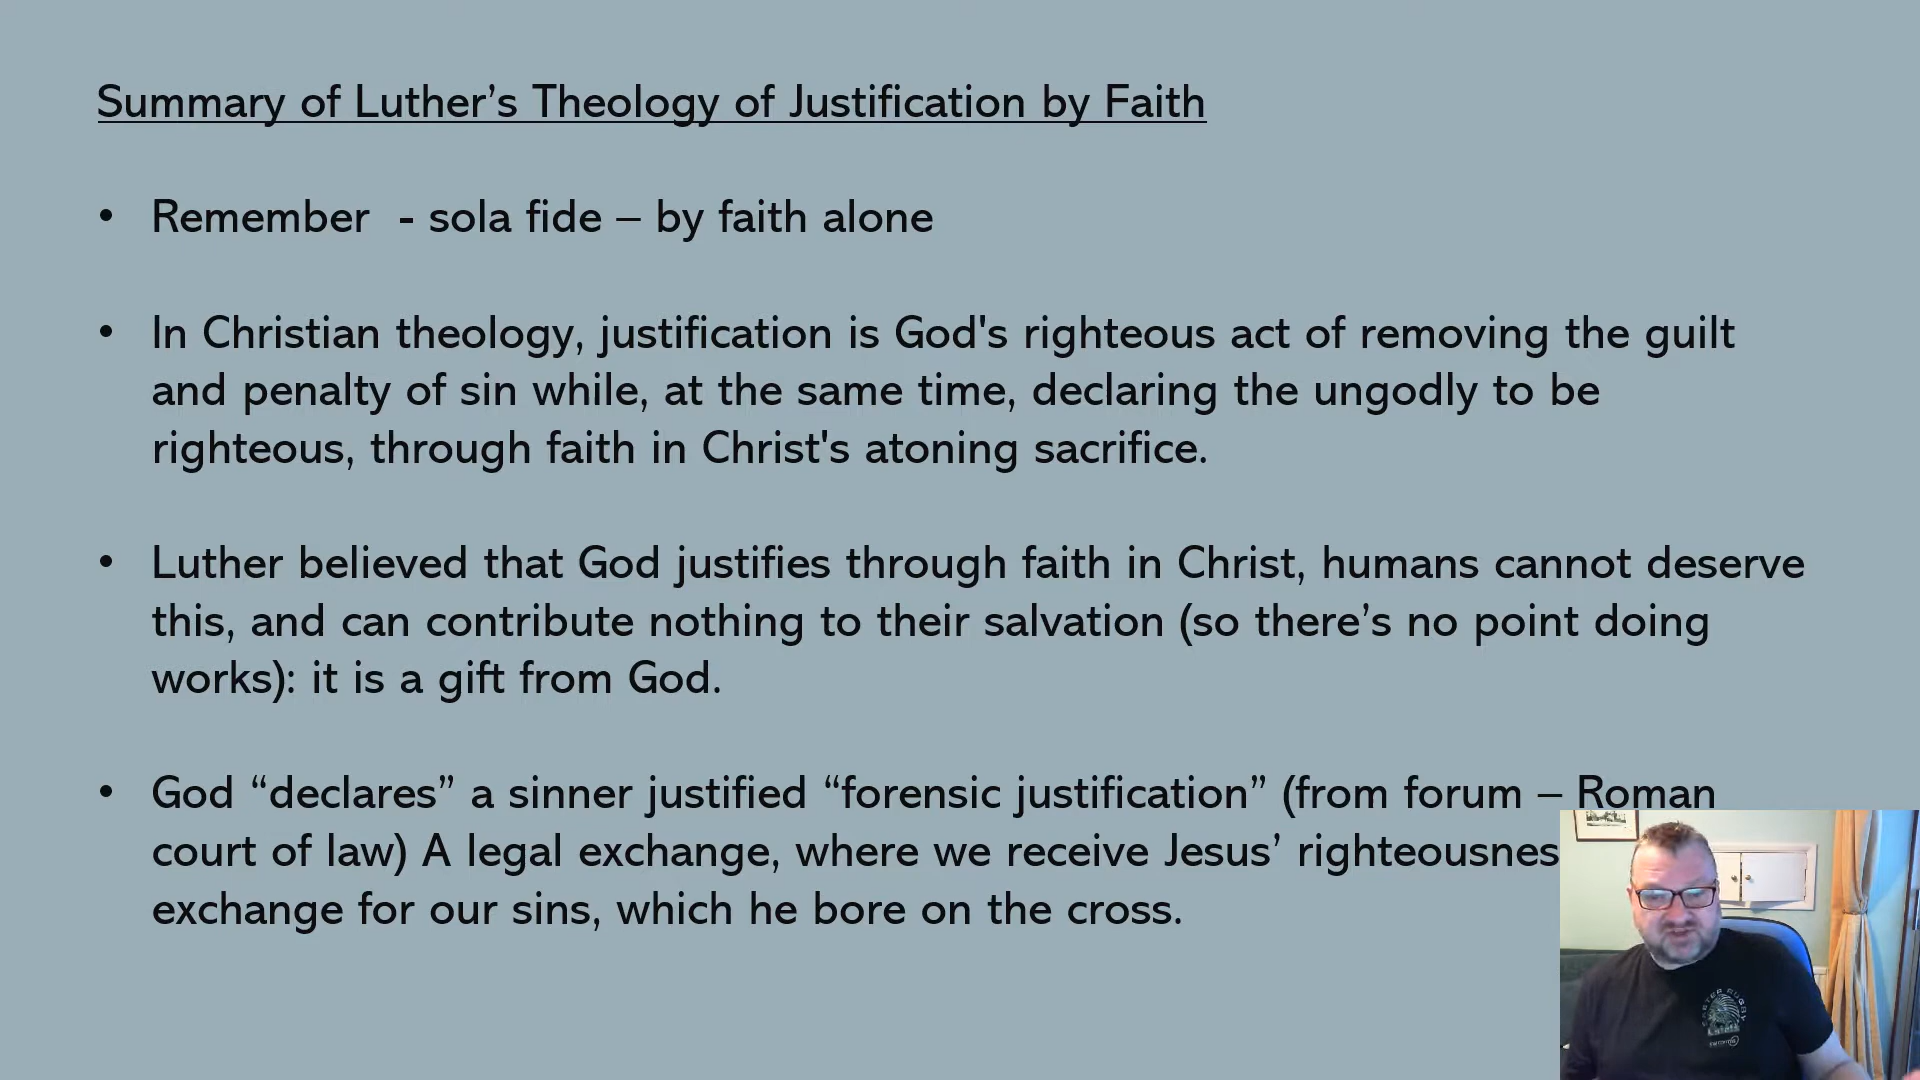 Summary of Luther’s Theology of Justification by Faith
• Remember - sola fide – by faith alone
• In Christian theology, justification is God's righteous act of removing the guilt
and penalty of sin while, at the same time, declaring the ungodly to be
righteous, through faith in Christ's atoning sacrifice.
• Luther believed that God justifies through faith in Christ, humans cannot deserve
this, and can contribute nothing to their salvation (so there’s no point doing
works): it is a gift from God.
• God “declares” a sinner justified “forensic justification” (from forum – Roman
court of law) A legal exchange, where we receive Jesus’ righteousnes
exchange for our sins, which he bore on the cross.